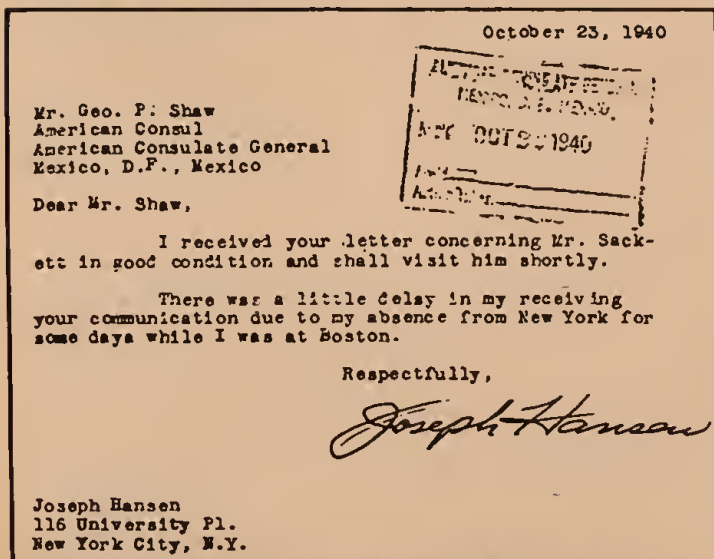 October 23, 1940
MEXICO, D. F. MEXICO.
OCT 1940
Mr. Geo. P. Shaw
American Consul
American Consulate General
Mexico, D.F., Mexico
Dear Mr. Shaw,
I received your letter concerning Mr. Sack-
ett in good condition and shall visit him shortly.
There was a little delay in my receiving
your communication due to my absence from New York for
some days while I was at Boston.
Respectfully,
Joseph Hansen
Joseph Hansen
116 University Pl.
New York City, N.Y.